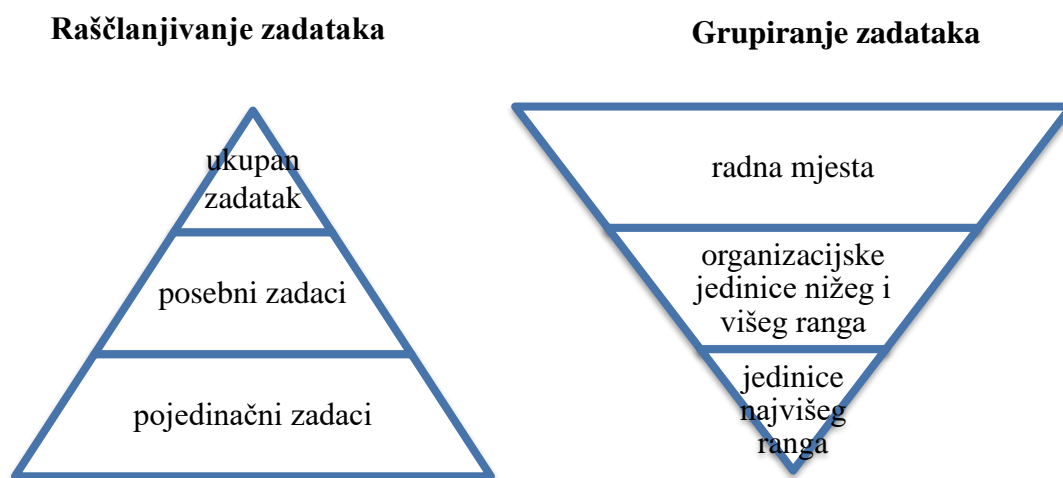 Raščlanjivanje zadataka
ukupan
zadatak
posebni zadaci
pojedinačni zadaci
Grupiranje zadataka
radna mjesta
organizacijske
jedinice nižeg i
višeg ranga
jedinice
najvišeg
ranga